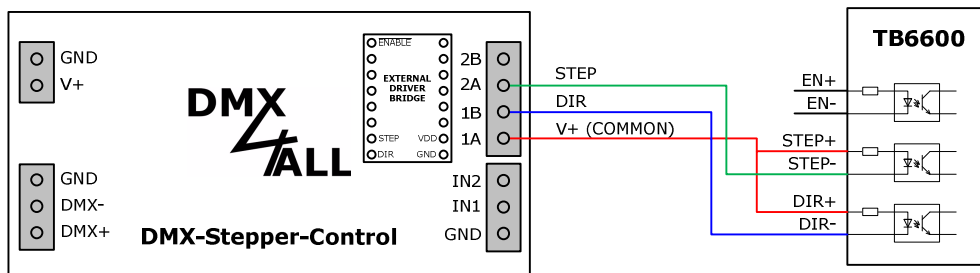 GND
V+
GND
DMX-
DMX+
DMX
4
ALL
DMX-Stepper-Control
ENABLE
EXTERNAL
DRIVER
BRIDGE
STEP VDD
DIR GND
2B
2A
1B
1A
IN2
IN1
GND
STEP
DIR
V+ (COMMON)
TB6600
EN+
EN-
STEP+
STEP-
DIR+
DIR-